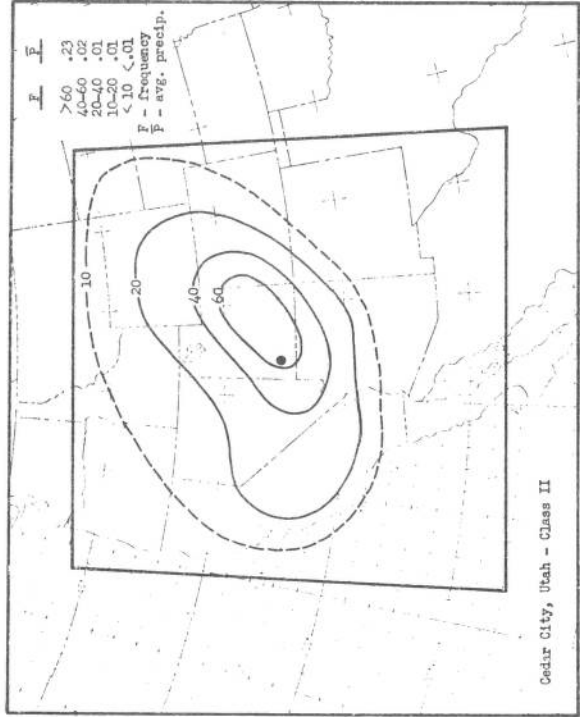 F P̄
>60 .23
40-60 .02
20-40 .01
10-20 .01
<10 <.01
F - frequency
P̄ - avg. precip.
10
20
40
60
Cedar City, Utah - Class II